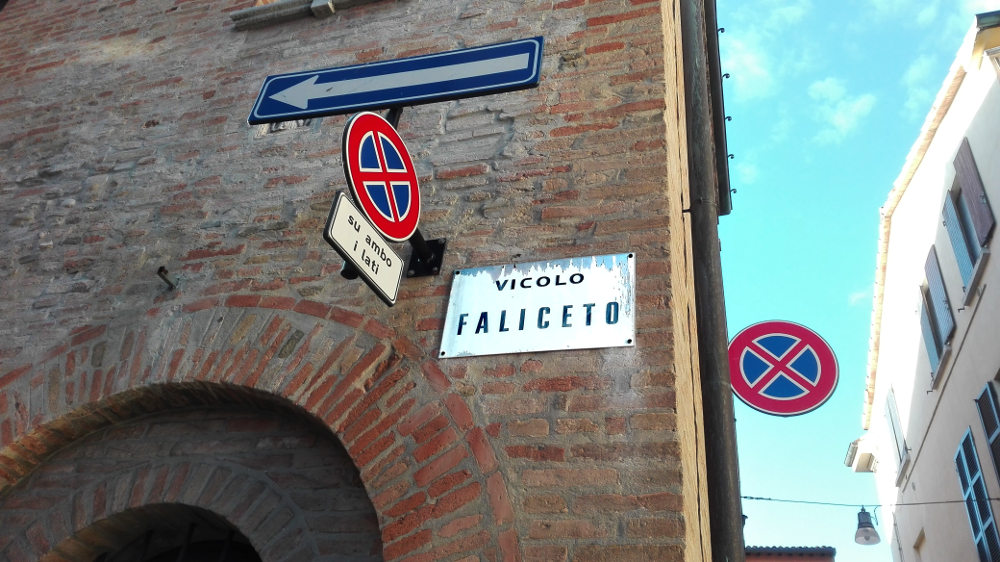 su ambo
i lati
VICOLO
FALICETO